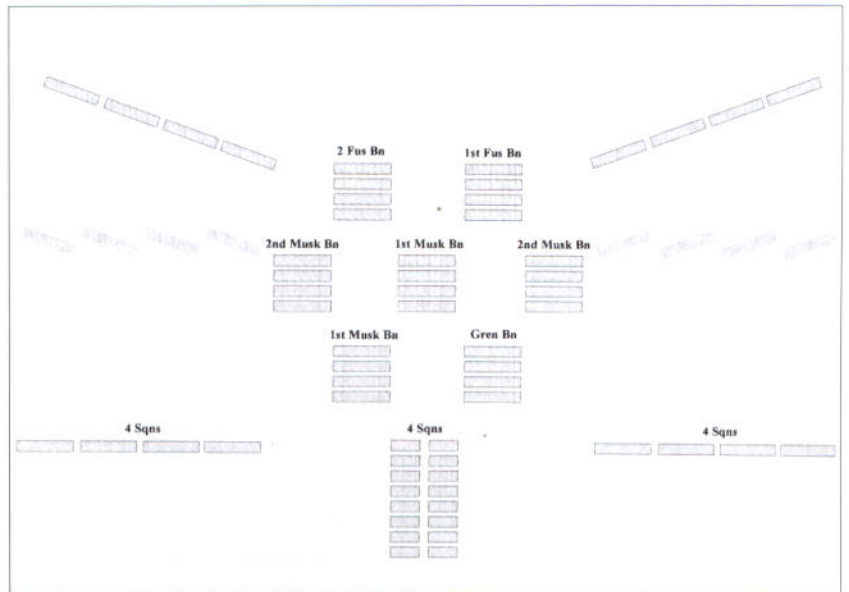 2 Fus Bn
1st Fus Bn
2nd Musk Bn
1st Musk Bn
2nd Musk Bn
1st Musk Bn
Gren Bn
4 Sqns
4 Sqns
4 Sqns